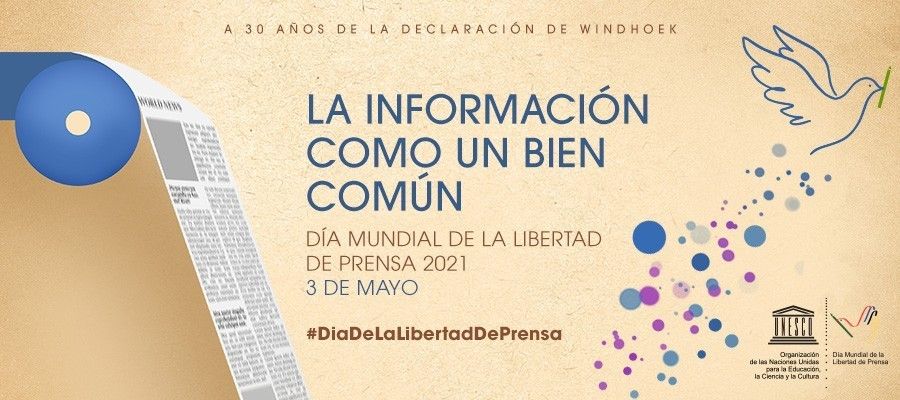 A 30 AÑOS DE LA DECLARACIÓN DE WINDHOEK
WORLD NEWS
LA INFORMACIÓN
COMO UN BIEN
COMÚN
DÍA MUNDIAL DE LA LIBERTAD
DE PRENSA 2021
3 DE MAYO
#DiaDeLaLibertadDePrensa
UNESCO
Organización
de las Naciones Unidas
para la Educación,
la Ciencia y la Cultura
Día Mundial de la
Libertad de Prensa